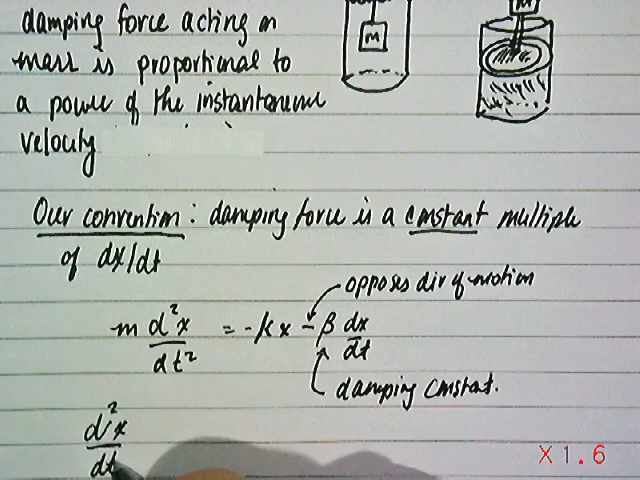 damping force acting on
mass is proportional to
a power of the instantaneous
velocity
m
m
Our convention: damping force is a constant multiple
of dx/dt
opposes dir of motion
m d²x/dt² = -kx - β dx/dt
damping constant.
d²x/dt
X1.6